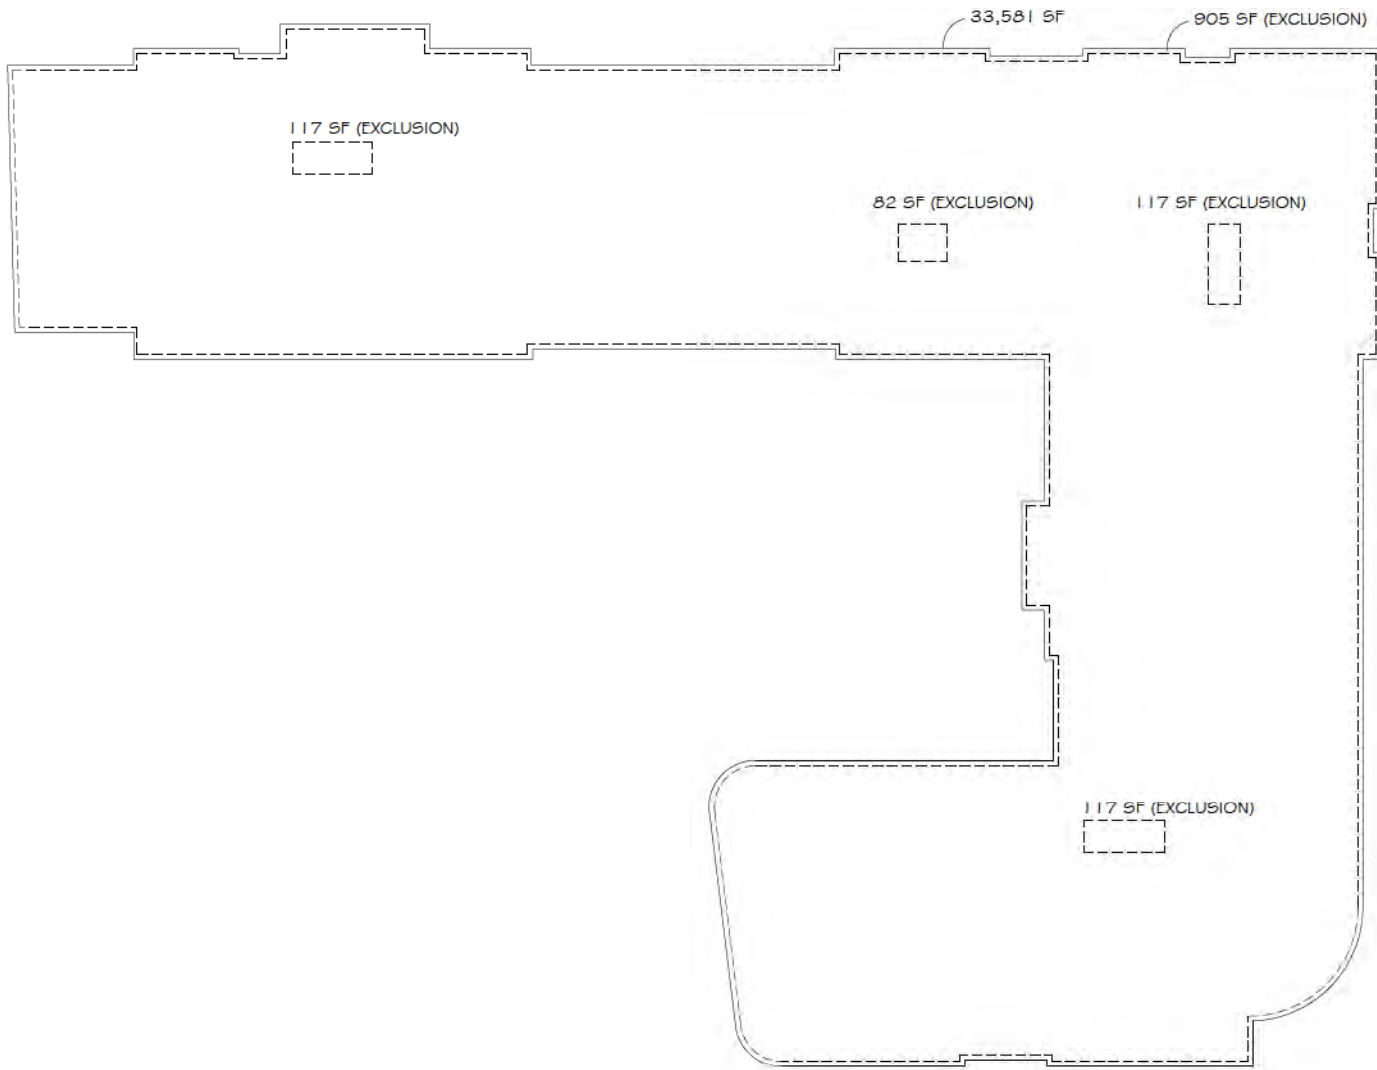 33,581 SF
905 SF (EXCLUSION)
117 SF (EXCLUSION)
82 SF (EXCLUSION)
117 SF (EXCLUSION)
117 SF (EXCLUSION)